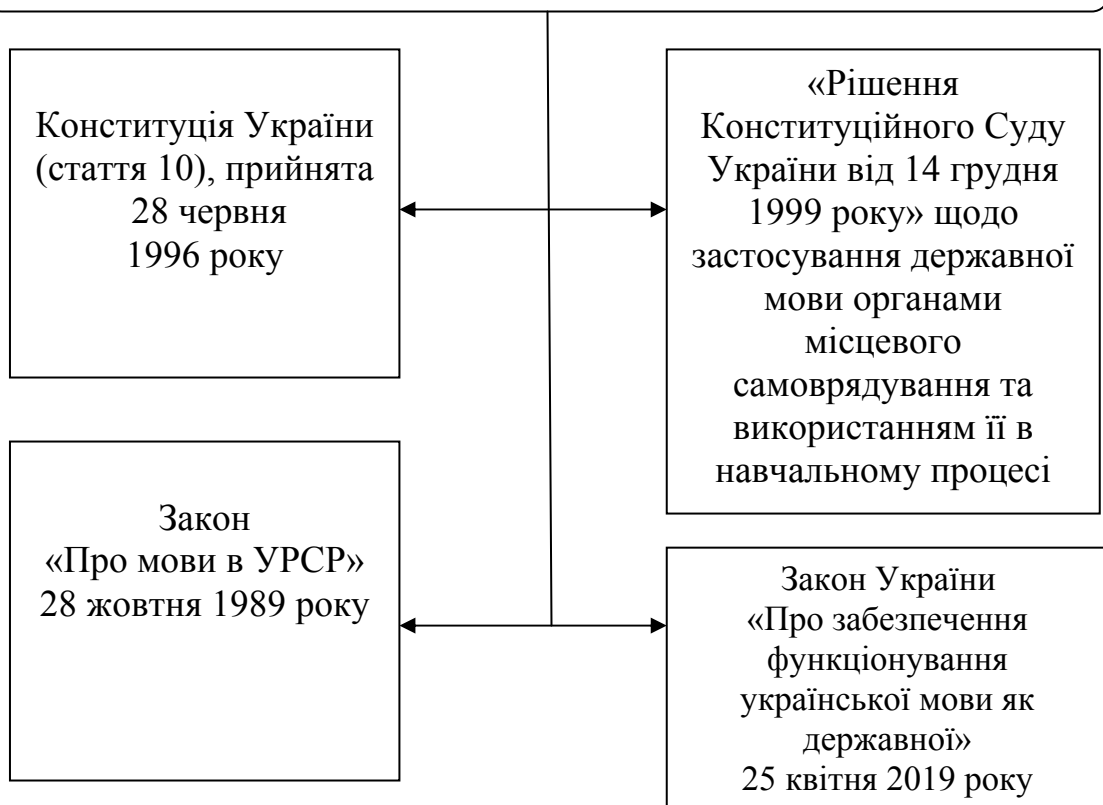 Конституція України
(стаття 10), прийнята
28 червня
1996 року
«Рішення
Конституційного Суду
України від 14 грудня
1999 року» щодо
застосування державної
мови органами
місцевого
самоврядування та
використанням її в
навчальному процесі
Закон
«Про мови в УРСР»
28 жовтня 1989 року
Закон України
«Про забезпечення
функціонування
української мови як
державної»
25 квітня 2019 року